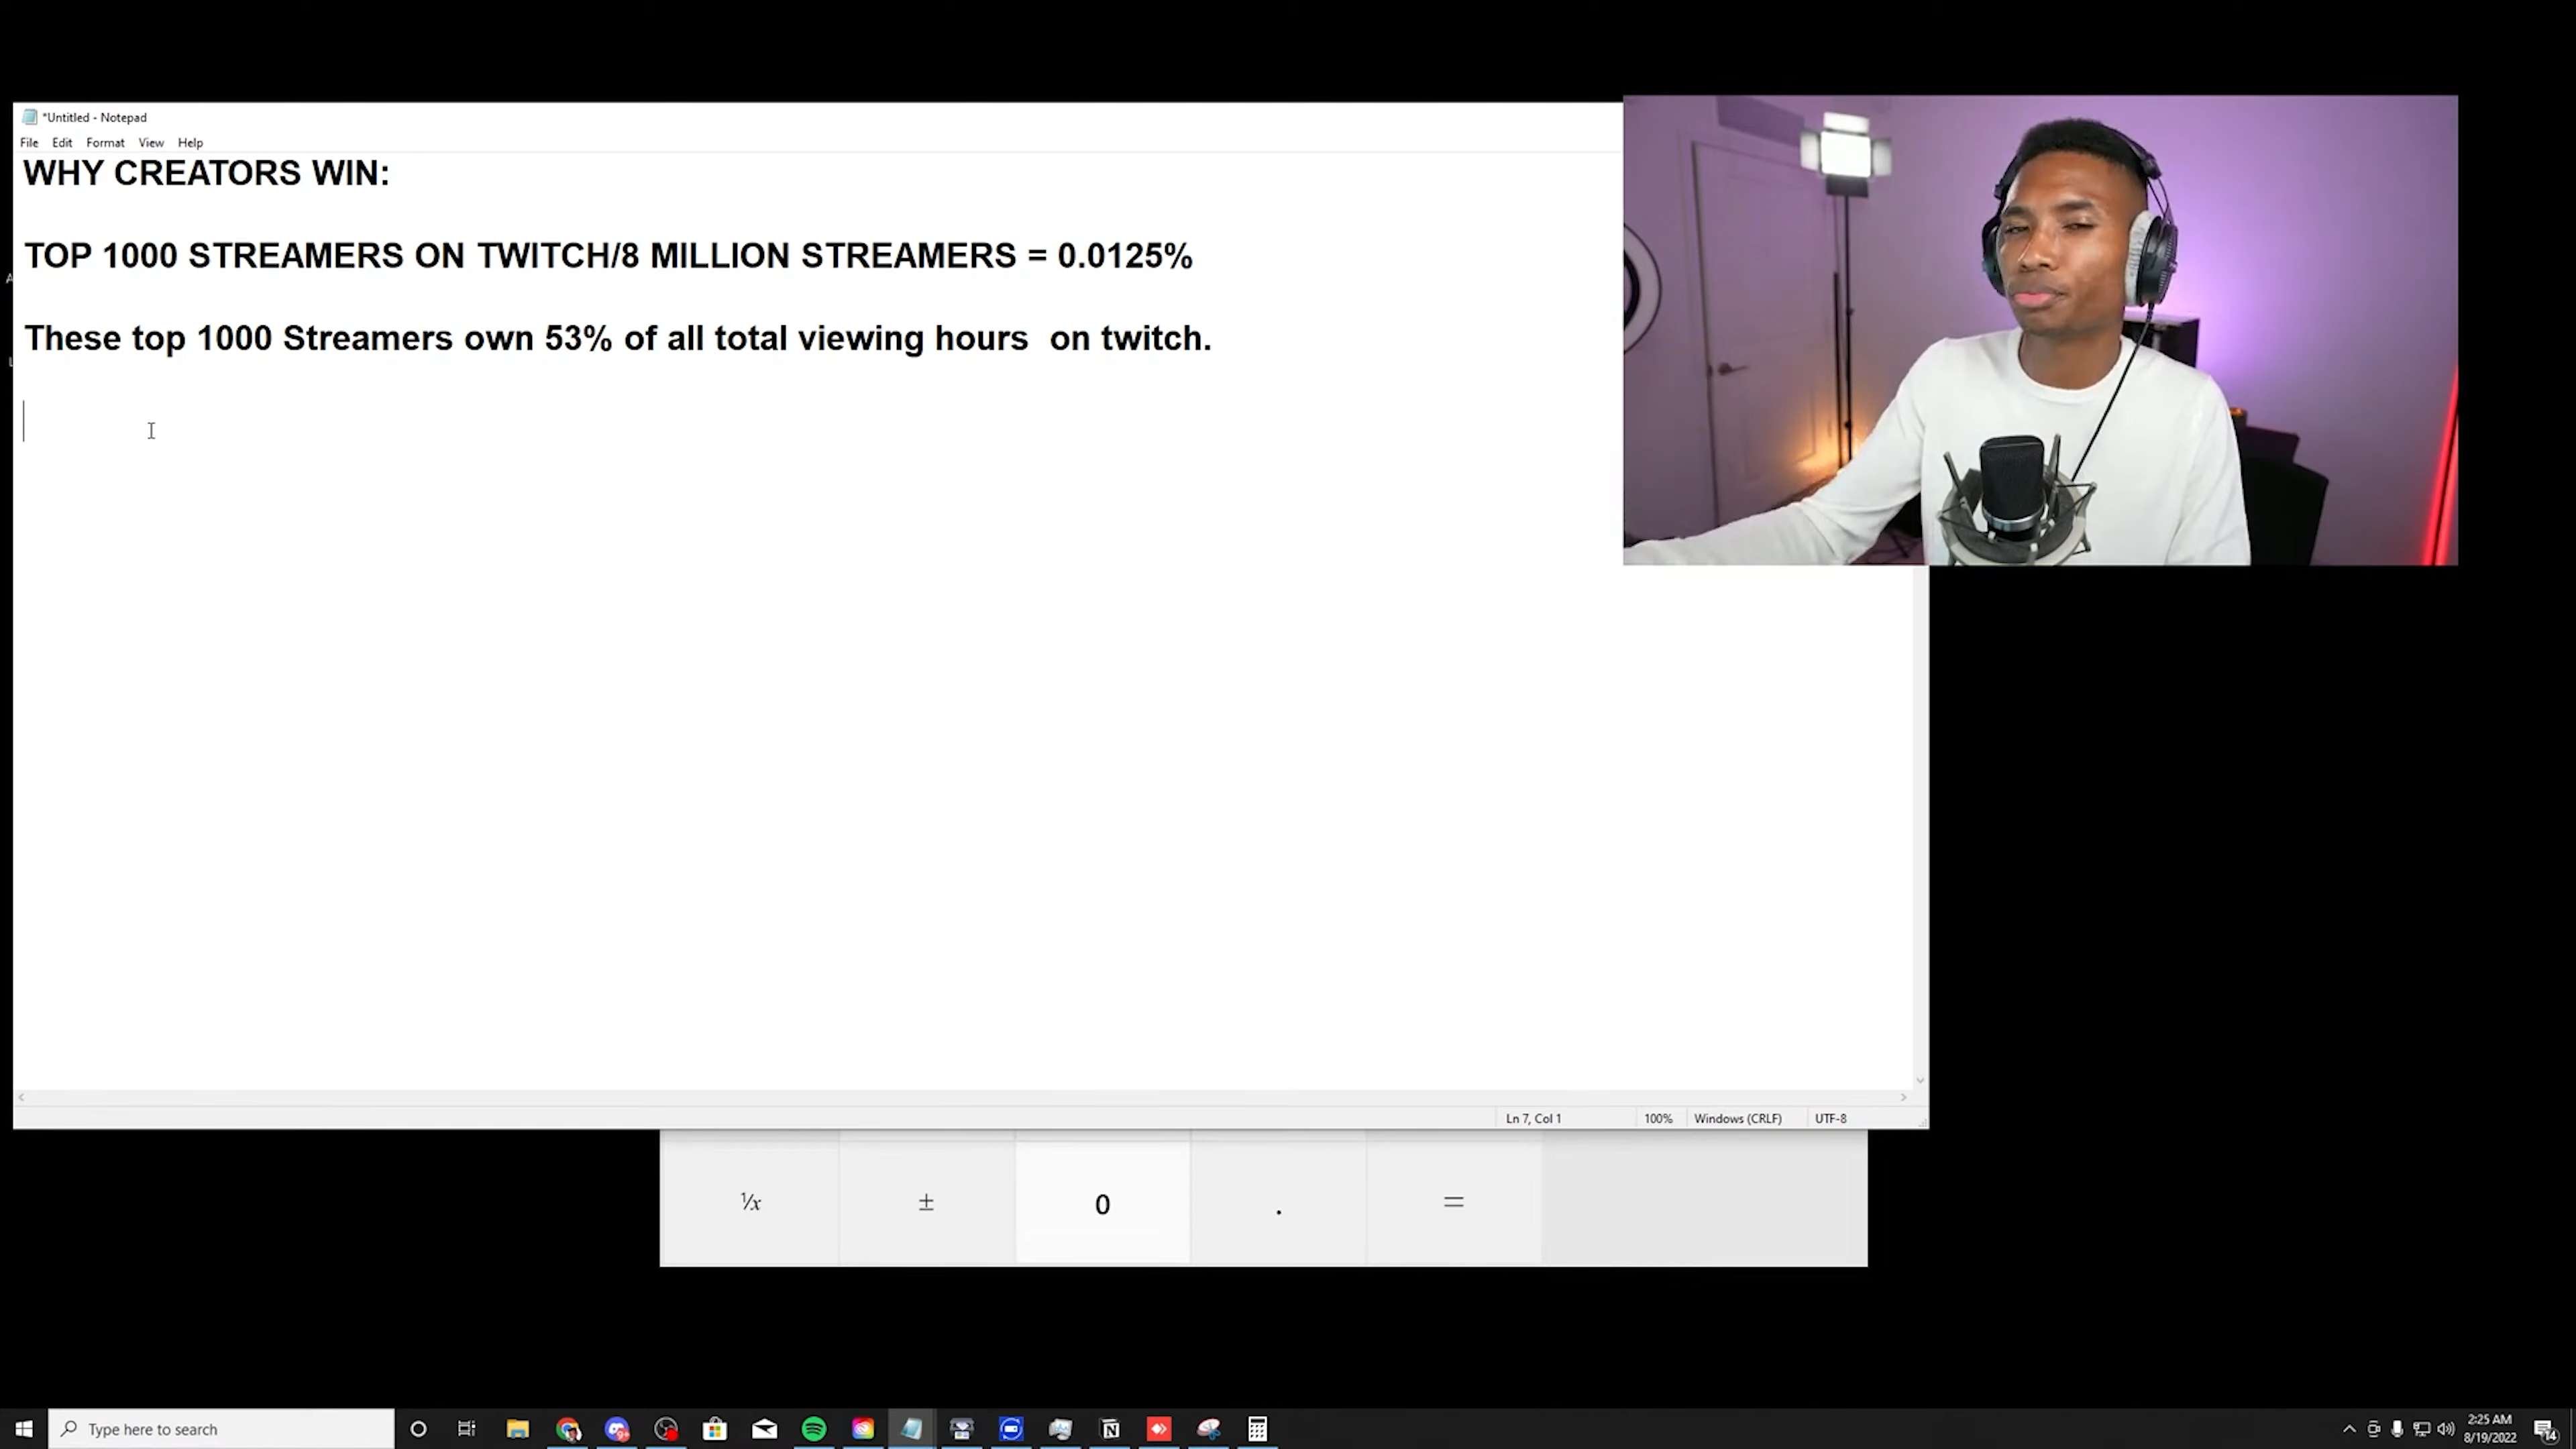 *Untitled - Notepad
File Edit Format View Help
WHY CREATORS WIN:
TOP 1000 STREAMERS ON TWITCH/8 MILLION STREAMERS = 0.0125%
These top 1000 Streamers own 53% of all total viewing hours  on twitch.
Ln 7, Col 1 100% Windows (CRLF) UTF-8
¹/x ± 0 . =
Type here to search
2:25 AM
8/19/2022
14